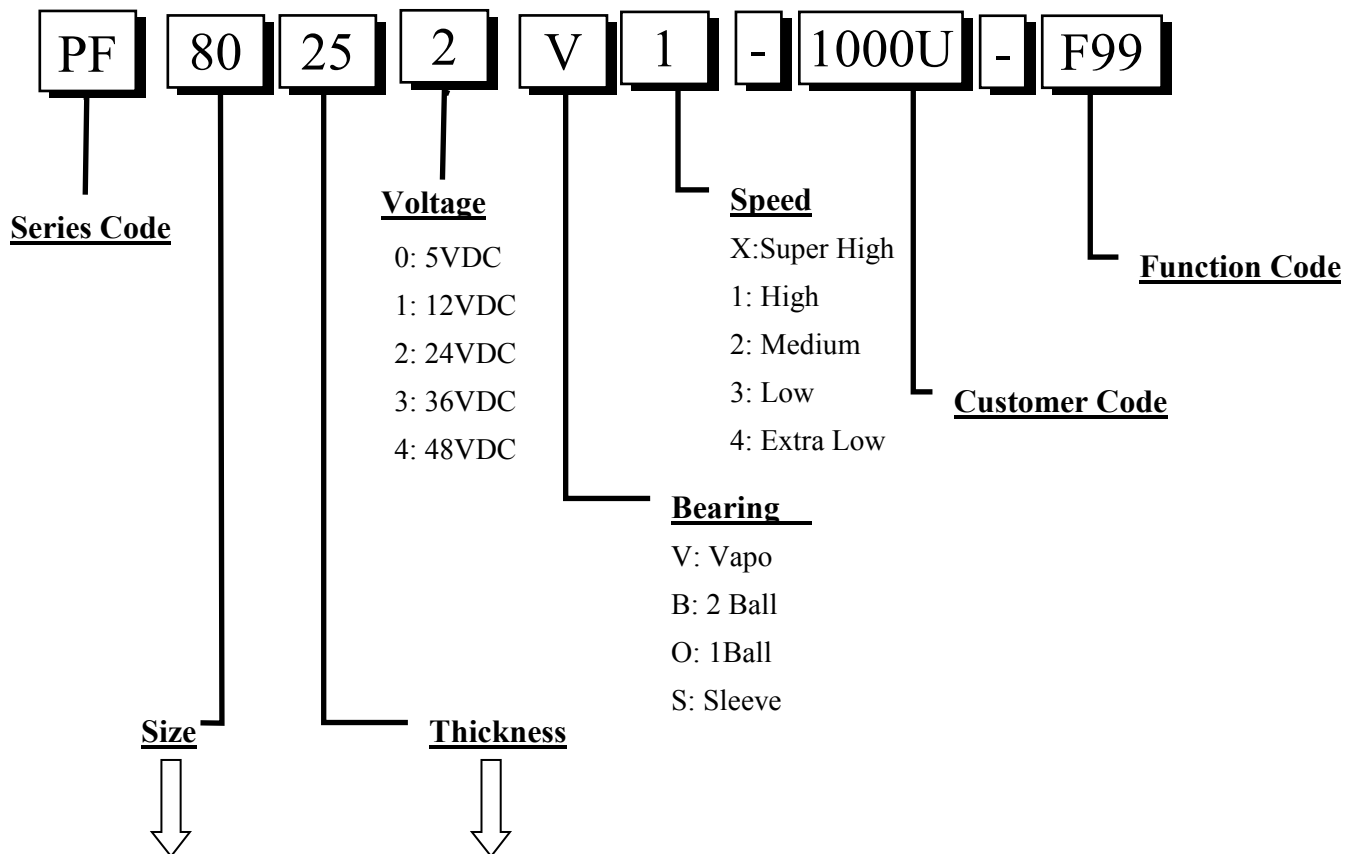 PF 80 25 2 V 1 - 1000U - F99
Series Code
Voltage
0: 5VDC
1: 12VDC
2: 24VDC
3: 36VDC
4: 48VDC
Speed
X:Super High
1: High
2: Medium
3: Low
4: Extra Low
Function Code
Customer Code
Bearing
V: Vapo
B: 2 Ball
O: 1Ball
S: Sleeve
Size
Thickness